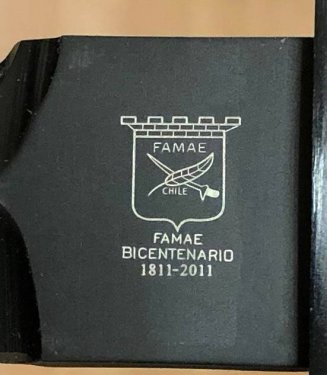 FAMAE
CHILE
FAMAE
BICENTENARIO
1811-2011